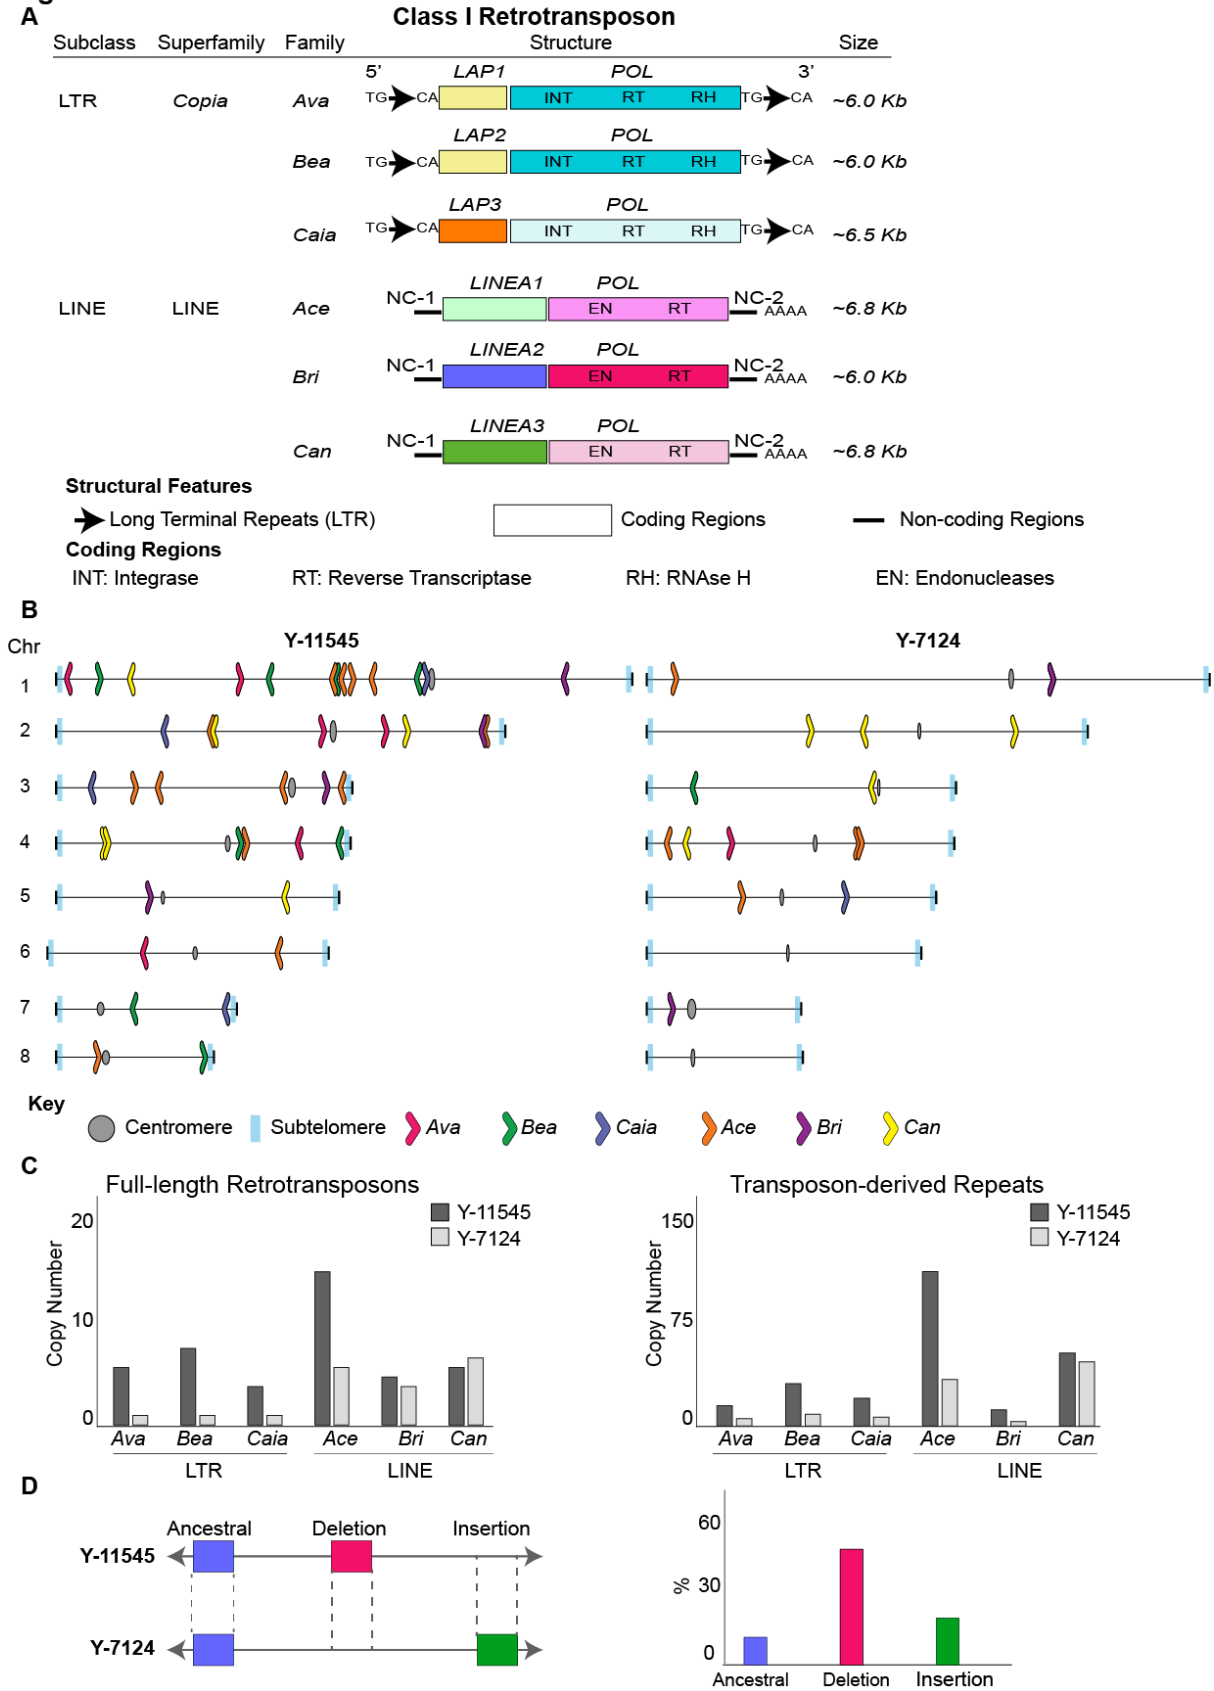 A
Class I Retrotransposon
Subclass Superfamily Family Structure Size
5’ LAP1 POL 3’
LTR Copia Ava TG CA INT RT RH TG CA ~6.0 Kb
LAP2 POL
Bea TG CA INT RT RH TG CA ~6.0 Kb
LAP3 POL
Caia TG CA INT RT RH TG CA ~6.5 Kb
LINEA1 POL
LINE LINE Ace NC-1 EN RT NC-2 AAAA ~6.8 Kb
LINEA2 POL
Bri NC-1 EN RT NC-2 AAAA ~6.0 Kb
LINEA3 POL
Can NC-1 EN RT NC-2 AAAA ~6.8 Kb
Structural Features
Long Terminal Repeats (LTR) Coding Regions Non-coding Regions
Coding Regions
INT: Integrase RT: Reverse Transcriptase RH: RNAse H EN: Endonucleases
B
Chr Y-11545 Y-7124
1
2
3
4
5
6
7
8
Key
Centromere Subtelomere Ava Bea Caia Ace Bri Can
C
Full-length Retrotransposons
Y-11545
Y-7124
Copy Number
20
10
0
Ava Bea Caia Ace Bri Can
LTR LINE
Transposon-derived Repeats
Y-11545
Y-7124
Copy Number
150
75
0
Ava Bea Caia Ace Bri Can
LTR LINE
D
Ancestral Deletion Insertion
Y-11545
Y-7124
%
60
30
0
Ancestral Deletion Insertion